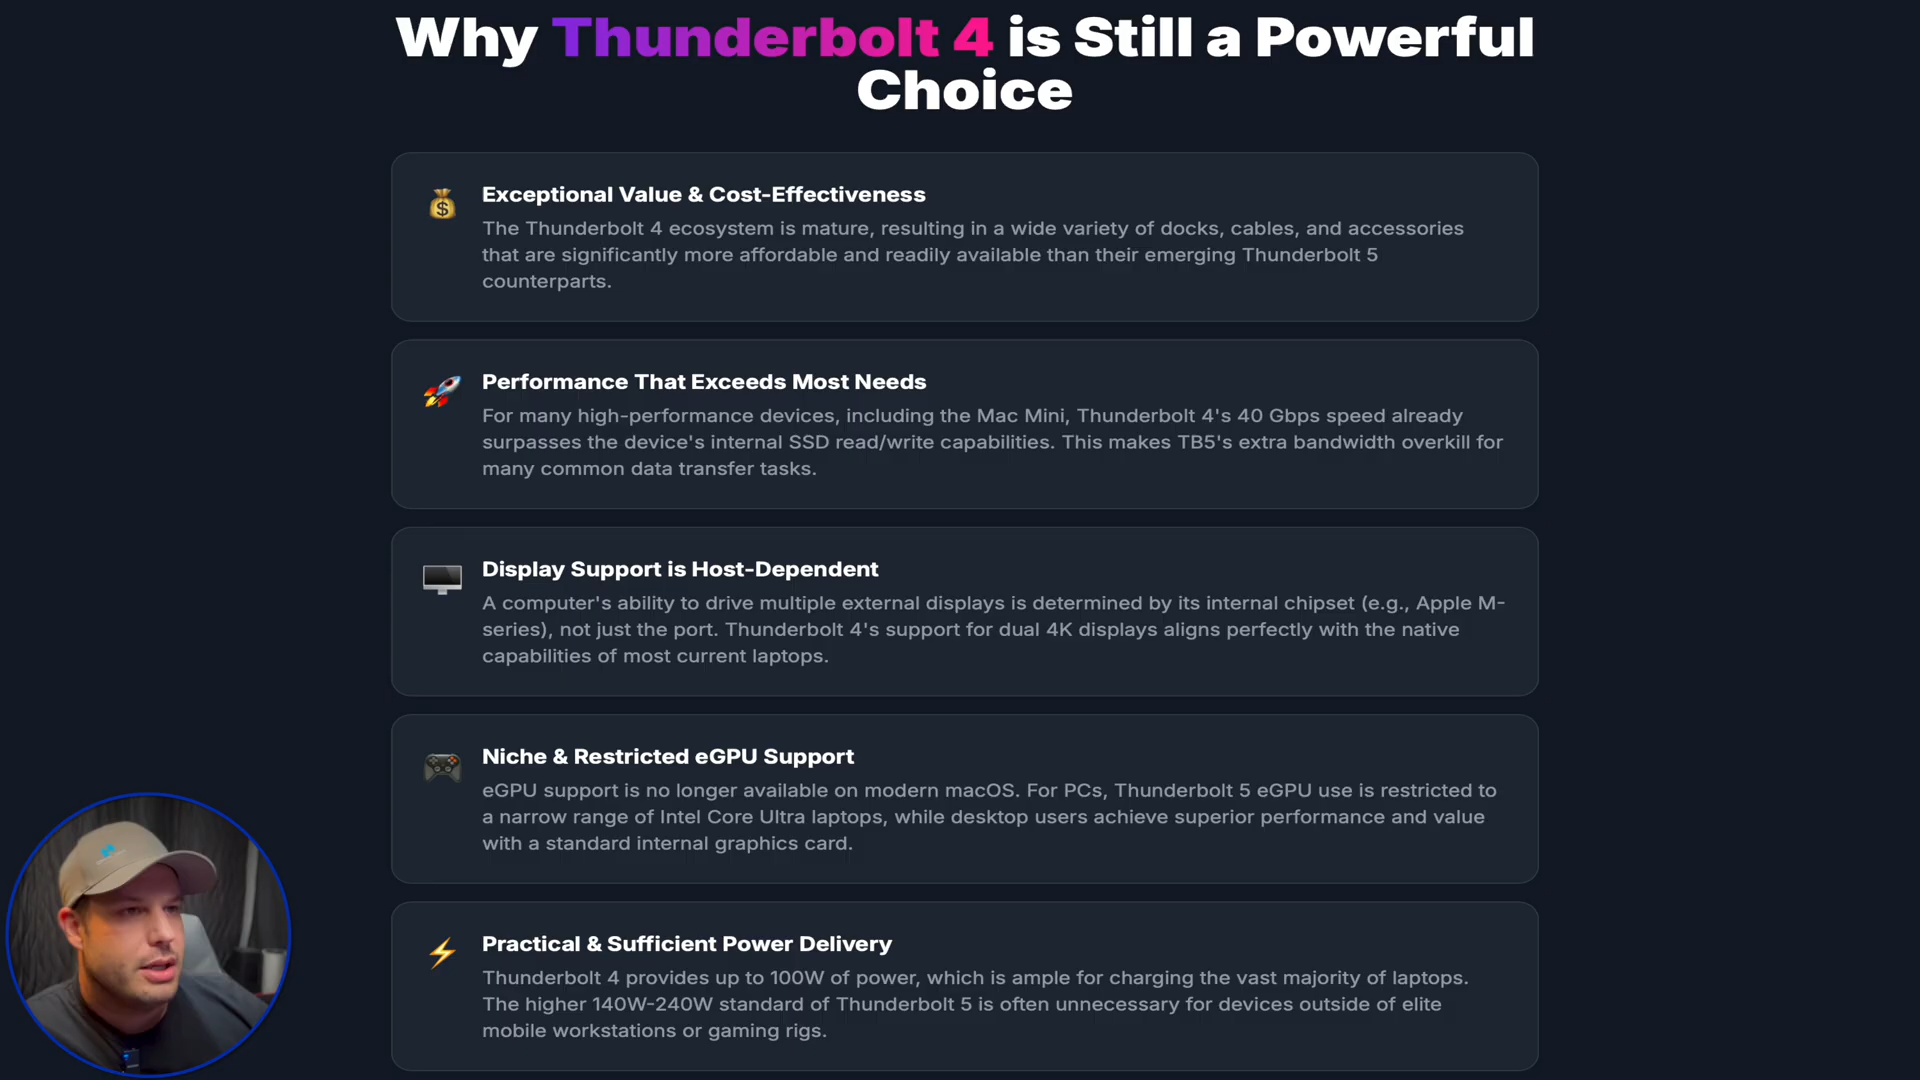 Why Thunderbolt 4 is Still a Powerful
Choice
Exceptional Value & Cost-Effectiveness
The Thunderbolt 4 ecosystem is mature, resulting in a wide variety of docks, cables, and accessories
that are significantly more affordable and readily available than their emerging Thunderbolt 5
counterparts.
Performance That Exceeds Most Needs
For many high-performance devices, including the Mac Mini, Thunderbolt 4's 40 Gbps speed already
surpasses the device's internal SSD read/write capabilities. This makes TB5's extra bandwidth overkill for
many common data transfer tasks.
Display Support is Host-Dependent
A computer's ability to drive multiple external displays is determined by its internal chipset (e.g., Apple M-
series), not just the port. Thunderbolt 4's support for dual 4K displays aligns perfectly with the native
capabilities of most current laptops.
Niche & Restricted eGPU Support
eGPU support is no longer available on modern macOS. For PCs, Thunderbolt 5 eGPU use is restricted to
a narrow range of Intel Core Ultra laptops, while desktop users achieve superior performance and value
with a standard internal graphics card.
Practical & Sufficient Power Delivery
Thunderbolt 4 provides up to 100W of power, which is ample for charging the vast majority of laptops.
The higher 140W-240W standard of Thunderbolt 5 is often unnecessary for devices outside of elite
mobile workstations or gaming rigs.